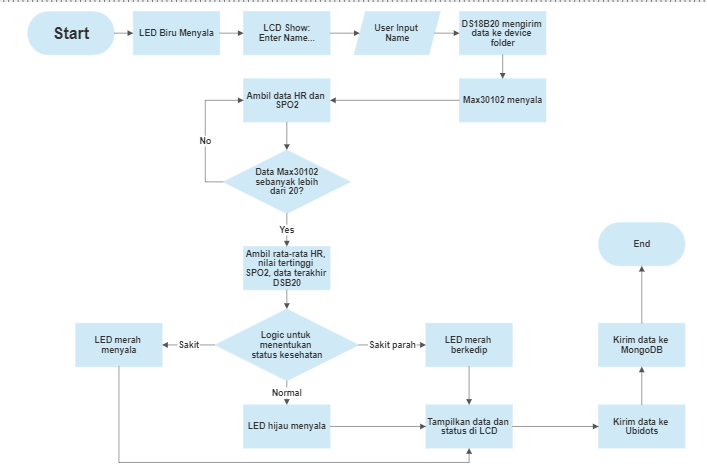 Start
LED Biru Menyala
LCD Show:
Enter Name...
User Input
Name
DS18B20 mengirim
data ke device
folder
Max30102 menyala
Ambil data HR dan
SPO2
No
Data Max30102
sebanyak lebih
dari 20?
Yes
Ambil rata-rata HR,
nilai tertinggi
SPO2, data terakhir
DSB20
Logic untuk
menentukan
status kesehatan
Sakit
LED merah
menyala
Sakit parah
LED merah
berkedip
Normal
LED hijau menyala
Tampilkan data dan
status di LCD
Kirim data ke
Ubidots
Kirim data ke
MongoDB
End